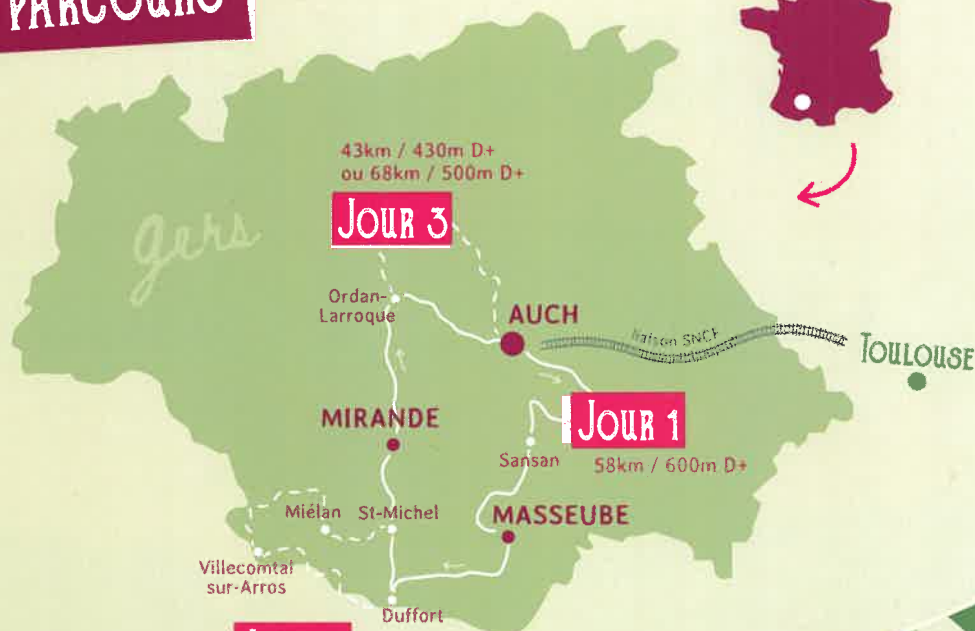 PARCOURS
43km / 430m D+
ou 68km / 500m D+
JOUR 3
gers
Ordan-
Larroque
AUCH
liaison SNCF
TOULOUSE
MIRANDE
JOUR 1
Sansan
58km / 600m D+
Miélan
St-Michel
MASSEUBE
Villecomtal
sur-Arros
Duffort